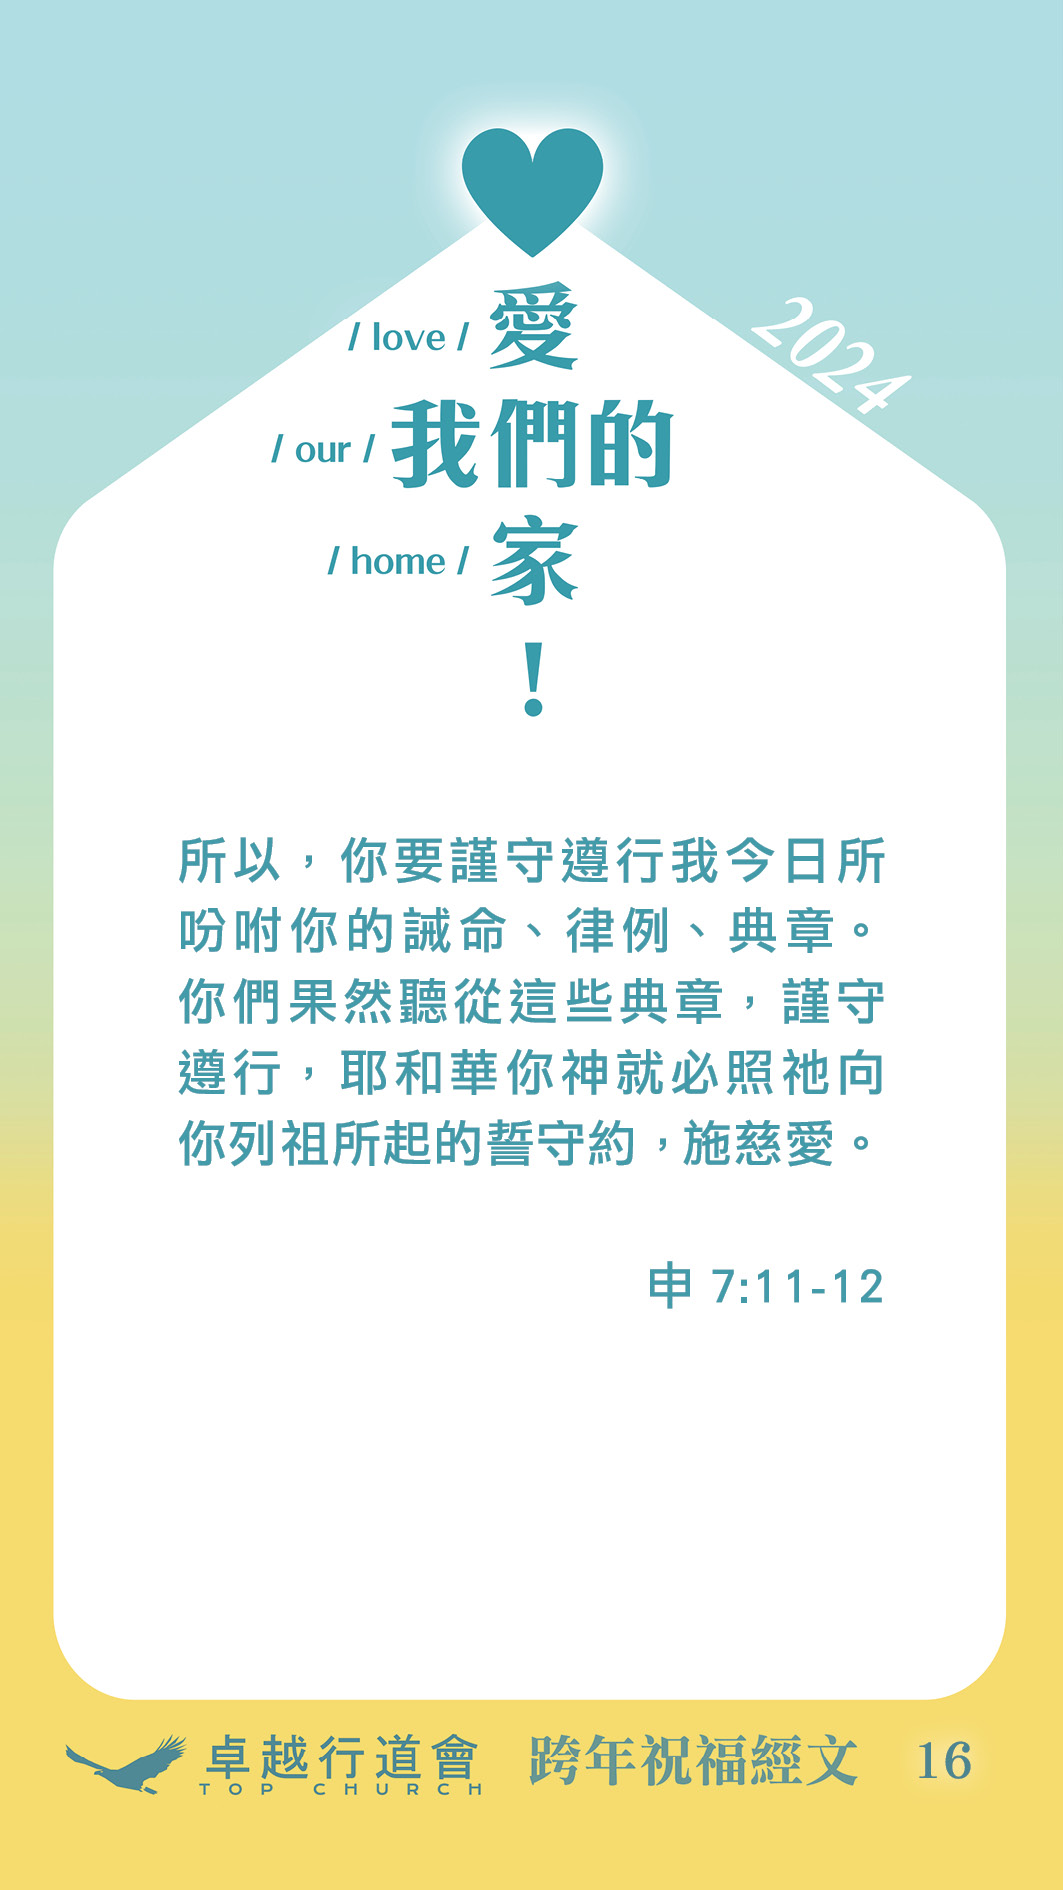 / love / 愛
2024
/ our / 我們的
/ home / 家
!
所以，你要謹守遵行我今日所
吩咐你的誡命、律例、典章。
你們果然聽從這些典章，謹守
遵行，耶和華你神就必照祂向
你列祖所起的誓守約，施慈愛。
申 7:11-12
卓越行道會 跨年祝福經文 16
TOP CHURCH